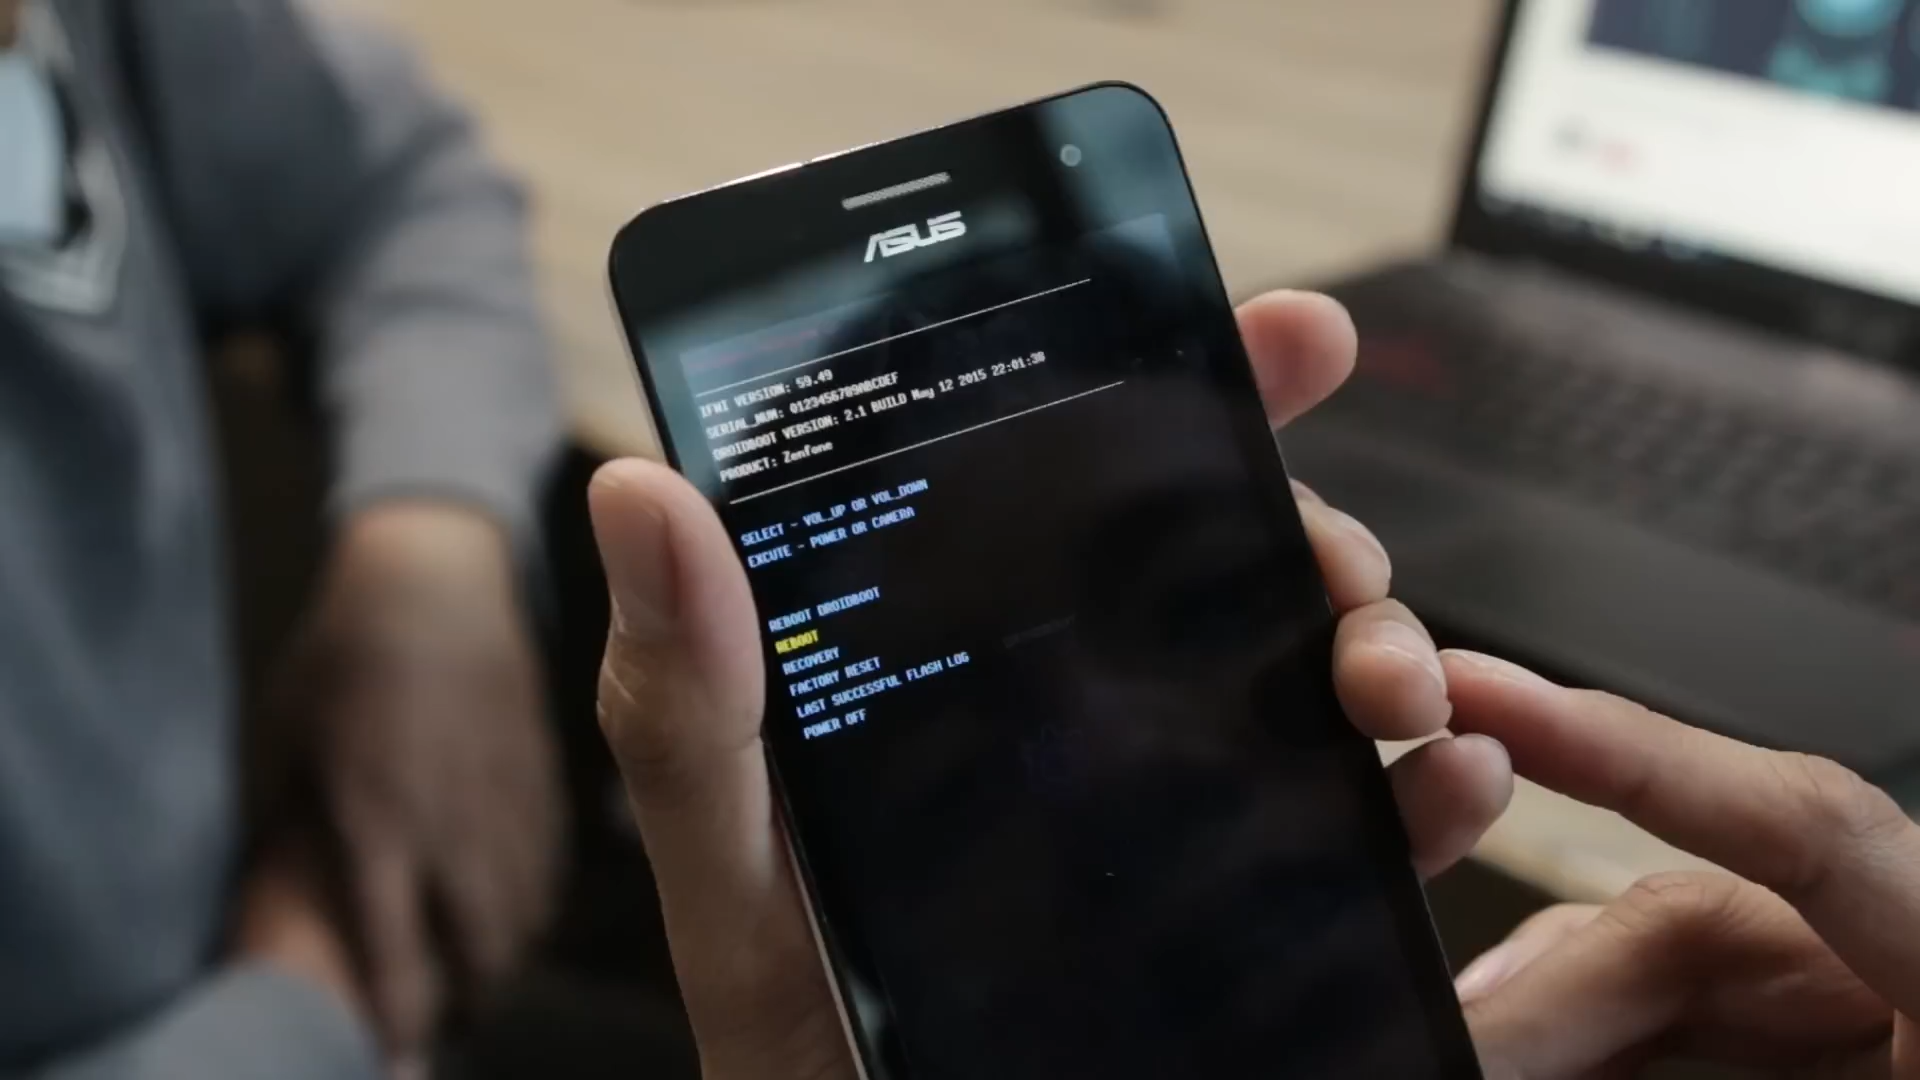 ASUS
IFWI VERSION: 59.49
SERIAL_NUM: 0123456789ABCDEF
DROIDBOOT VERSION: 2.1 BUILD May 12 2015 22:01:38
PRODUCT: Zenfone
SELECT - VOL_UP OR VOL_DOWN
EXCUTE - POWER OR CAMERA
REBOOT DROIDBOOT
REBOOT
RECOVERY
FACTORY RESET
LAST SUCCESSFUL FLASH LOG
POWER OFF